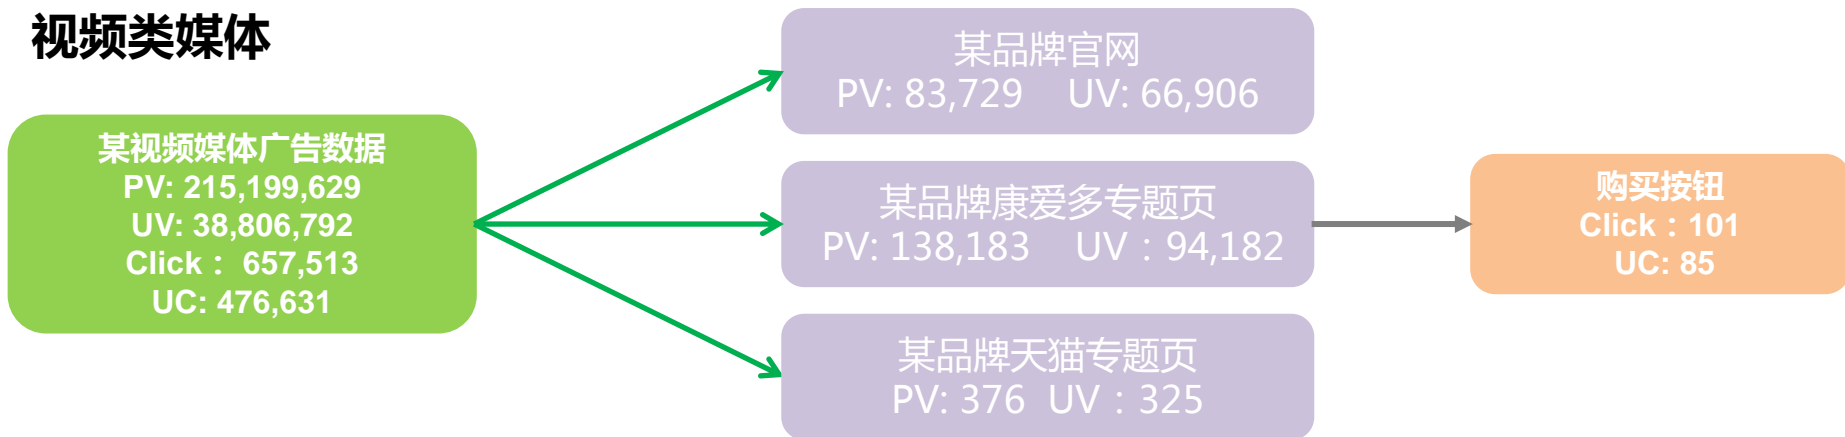 视频类媒体
某视频媒体广告数据
PV: 215,199,629
UV: 38,806,792
Click： 657,513
UC: 476,631
某品牌官网
PV: 83,729 UV: 66,906
某品牌康爱多专题页
PV: 138,183 UV：94,182
某品牌天猫专题页
PV: 376 UV：325
购买按钮
Click：101
UC: 85